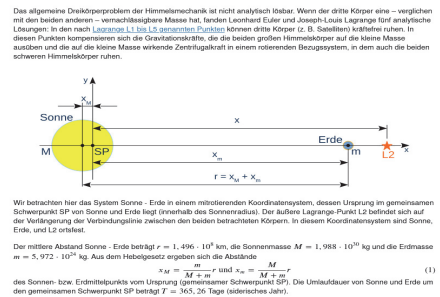 Das allgemeine Dreikörperproblem der Himmelsmechanik ist nicht analytisch lösbar. Wenn der dritte Körper eine – verglichen
mit den beiden anderen – vernachlässigbare Masse hat, fanden Leonhard Euler und Joseph-Louis Lagrange fünf analytische
Lösungen: In den nach Lagrange L1 bis L5 genannten Punkten können dritte Körper (z. B. Satelliten) kräftefrei ruhen. In
diesen Punkten kompensieren sich die Gravitationskräfte, die die beiden großen Himmelskörper auf die kleine Masse
ausüben und die auf die kleine Masse wirkende Zentrifugalkraft in einem rotierenden Bezugssystem, in dem auch die beiden
schweren Himmelskörper ruhen.
y
x_M
Sonne
x
Erde
M
SP
x_m
m
L2
x
r = x_M + x_m
Wir betrachten hier das System Sonne - Erde in einem mitrotierenden Koordinatensystem, dessen Ursprung im gemeinsamen
Schwerpunkt SP von Sonne und Erde liegt (innerhalb des Sonnenradius). Der äußere Lagrange-Punkt L2 befindet sich auf
der Verlängerung der Verbindungslinie zwischen den beiden betrachteten Körpern. In diesem Koordinatensystem sind Sonne,
Erde, und L2 ortsfest.
Der mittlere Abstand Sonne - Erde beträgt r = 1,496 · 10⁸ km, die Sonnenmasse M = 1,988 · 10³⁰ kg und die Erdmasse
m = 5,972 · 10²⁴ kg. Aus dem Hebelgesetz ergeben sich die Abstände
x_M = m/(M + m) r und x_m = M/(M + m) r (1)
des Sonnen- bzw. Erdmittelpunkts vom Ursprung (gemeinsamer Schwerpunkt SP). Die Umlaufdauer von Sonne und Erde um
den gemeinsamen Schwerpunkt SP beträgt T = 365,26 Tage (siderisches Jahr).